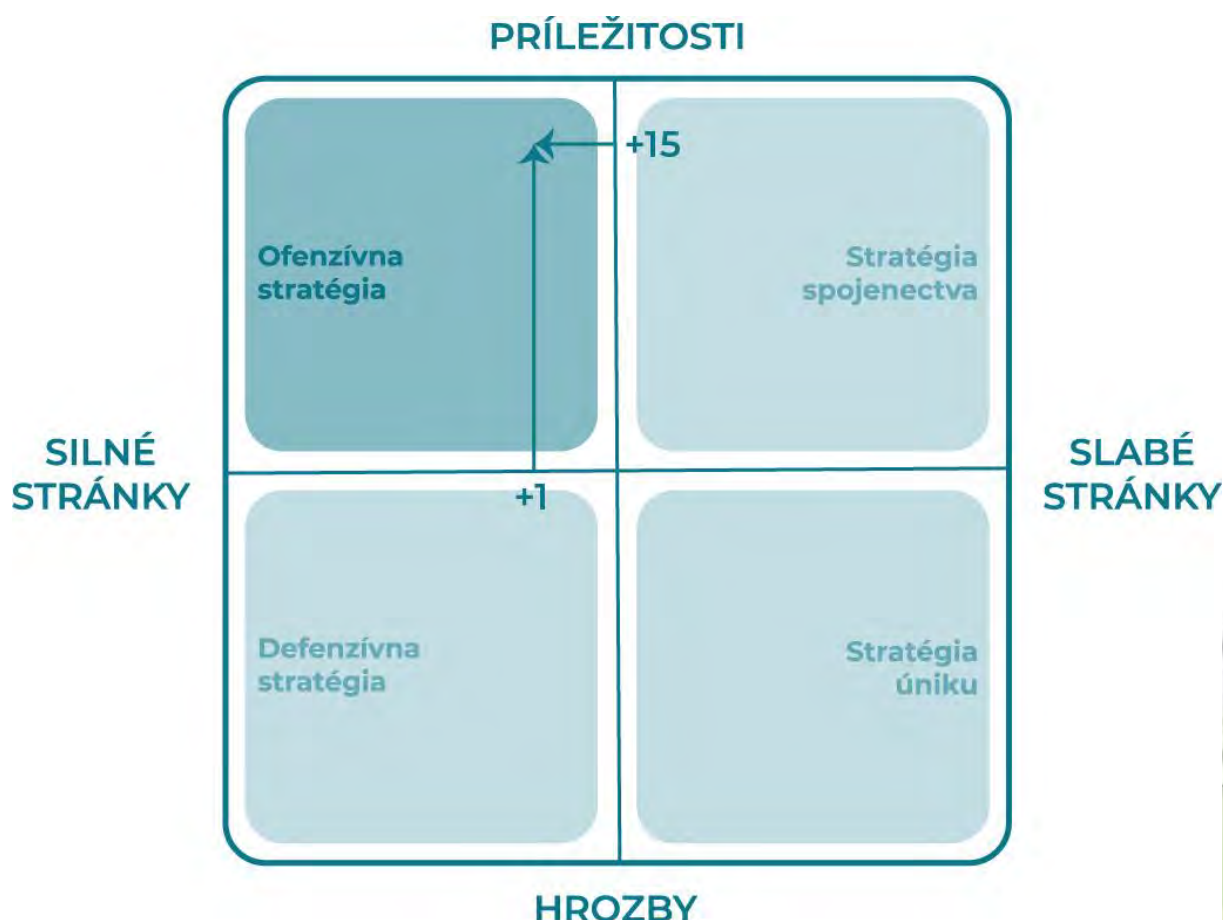 PRÍLEŽITOSTI
+15
Ofenzívna
stratégia
Stratégia
spojenectva
SILNÉ
STRÁNKY
SLABÉ
STRÁNKY
+1
Defenzívna
stratégia
Stratégia
úniku
HROZBY